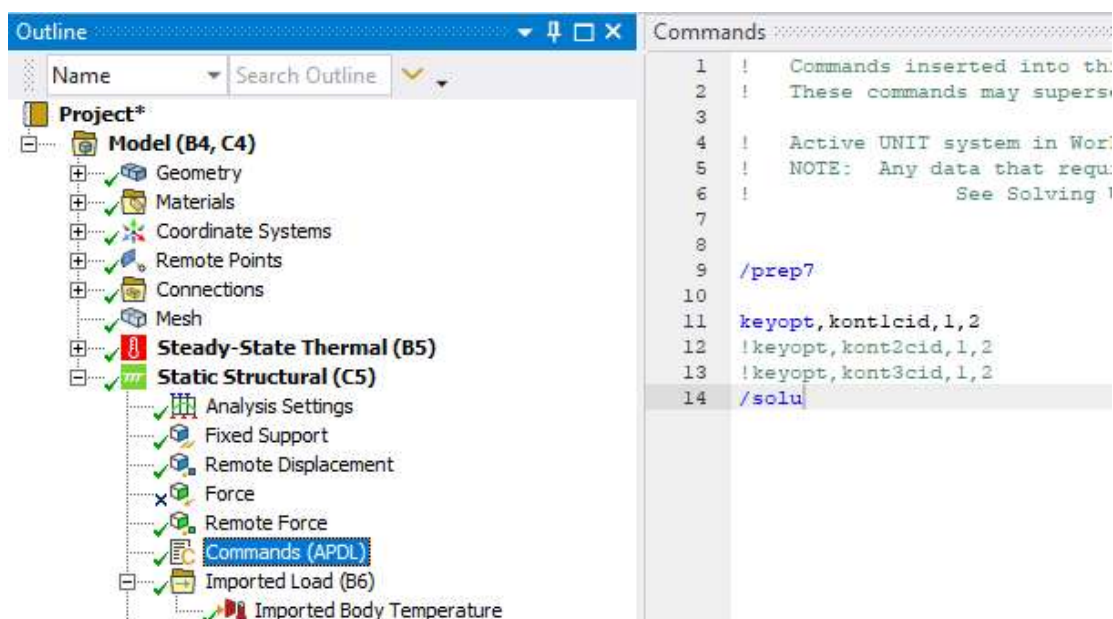 Outline
Name
Search Outline
Project*
Model (B4, C4)
Geometry
Materials
Coordinate Systems
Remote Points
Connections
Mesh
Steady-State Thermal (B5)
Static Structural (C5)
Analysis Settings
Fixed Support
Remote Displacement
Force
Remote Force
Commands (APDL)
Imported Load (B6)
Imported Body Temperature
Commands
1 ! Commands inserted into
2 ! These commands may
3
4 ! Active UNIT system in
5 ! NOTE: Any data that
6 ! See Solving
7
8
9 /prep7
10
11 keyopt,kont1cid,1,2
12 !keyopt,kont2cid,1,2
13 !keyopt,kont3cid,1,2
14 /solu